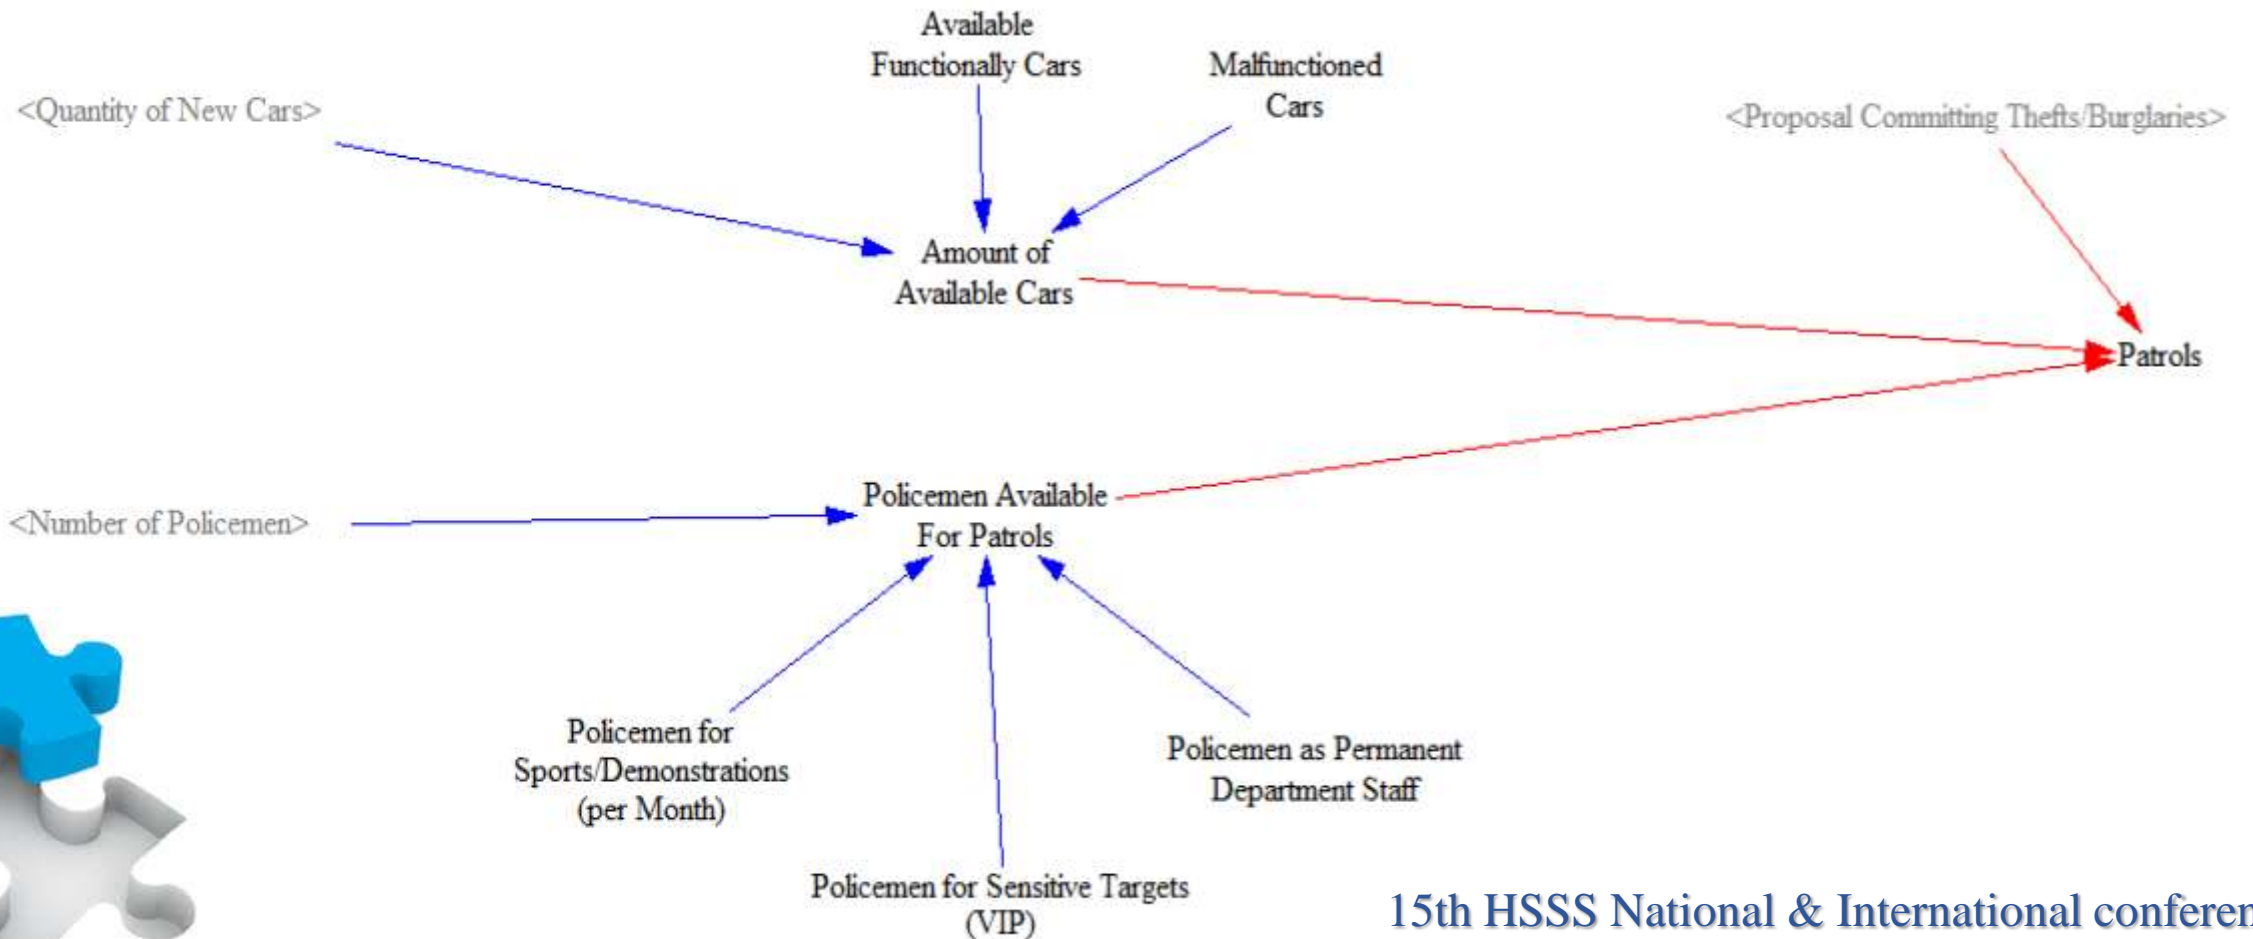 Available
Functionally Cars
Malfunctioned
Cars
<Quantity of New Cars>
<Proposal Committing Thefts/Burglaries>
Amount of
Available Cars
Patrols
Policemen Available
For Patrols
<Number of Policemen>
Policemen for
Sports/Demonstrations
(per Month)
Policemen as Permanent
Department Staff
Policemen for Sensitive Targets
(VIP)
15th HSSS National & International conferen